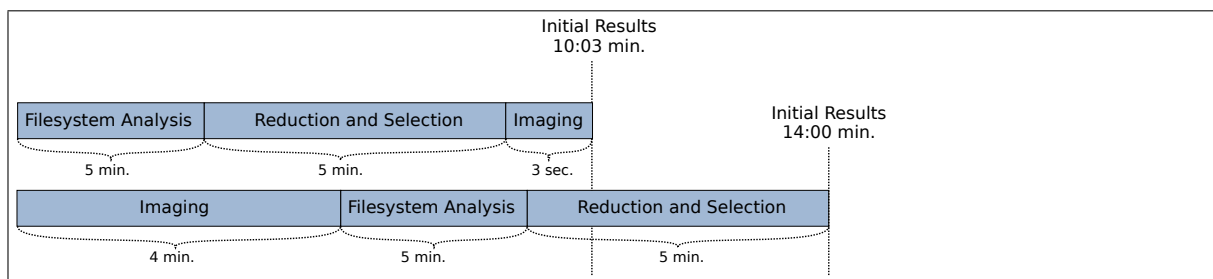 Initial Results
10:03 min.
Initial Results
14:00 min.
Filesystem Analysis
Reduction and Selection
Imaging
5 min.
5 min.
3 sec.
Imaging
Filesystem Analysis
Reduction and Selection
4 min.
5 min.
5 min.